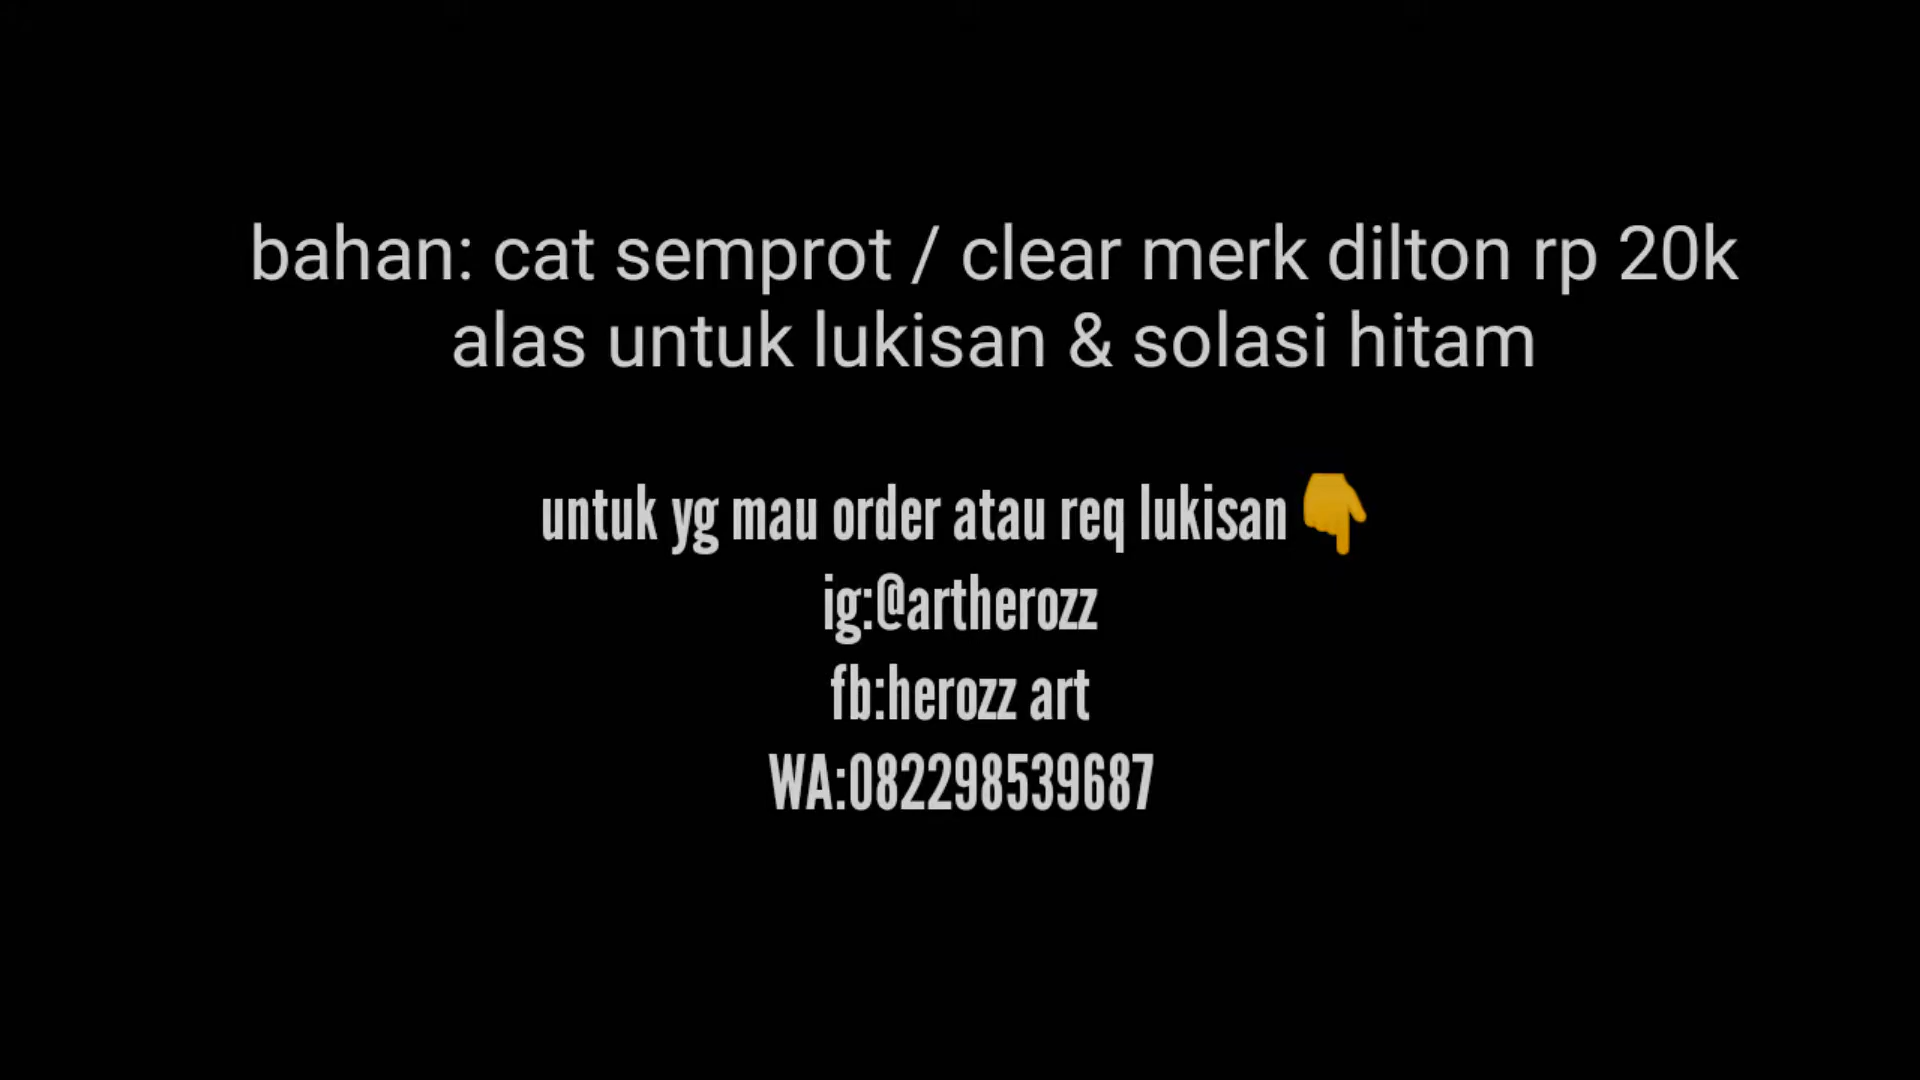 bahan: cat semprot / clear merk dilton rp 20k
alas untuk lukisan & solasi hitam
untuk yg mau order atau req lukisan 👇
ig:@artherozz
fb:herozz art
WA:082298539687